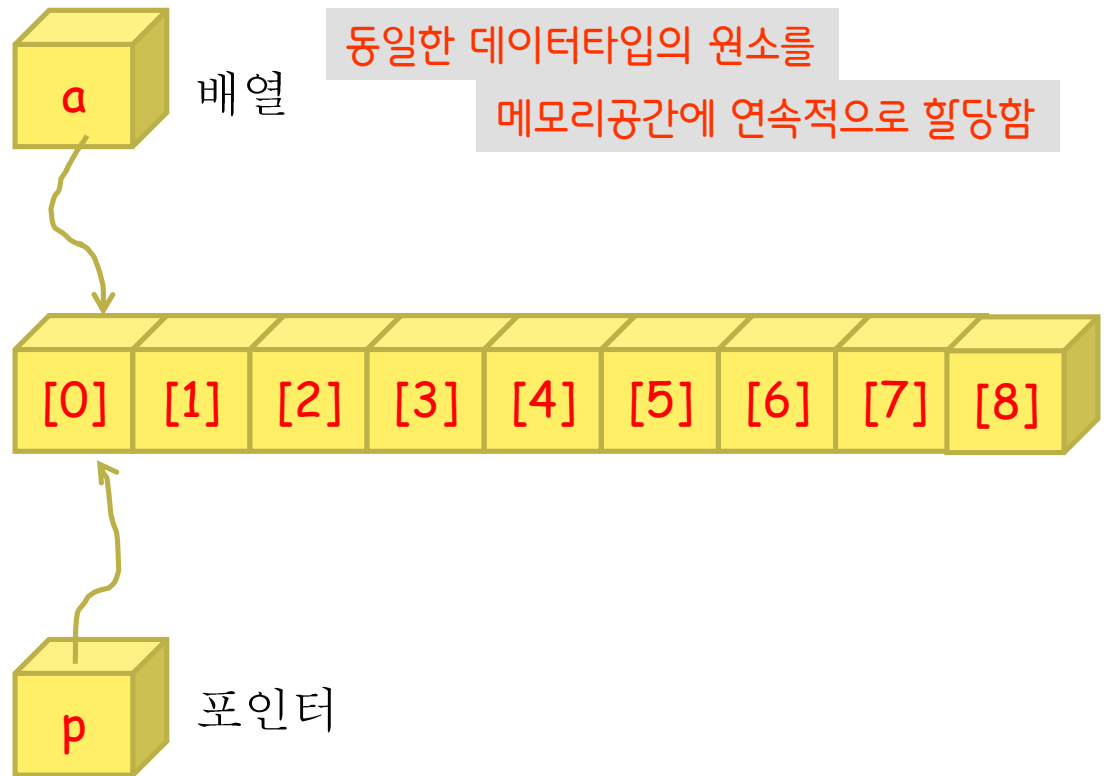 동일한 데이터타입의 원소를
a
배열
메모리공간에 연속적으로 할당함
[0] [1] [2] [3] [4] [5] [6] [7] [8]
p
포인터